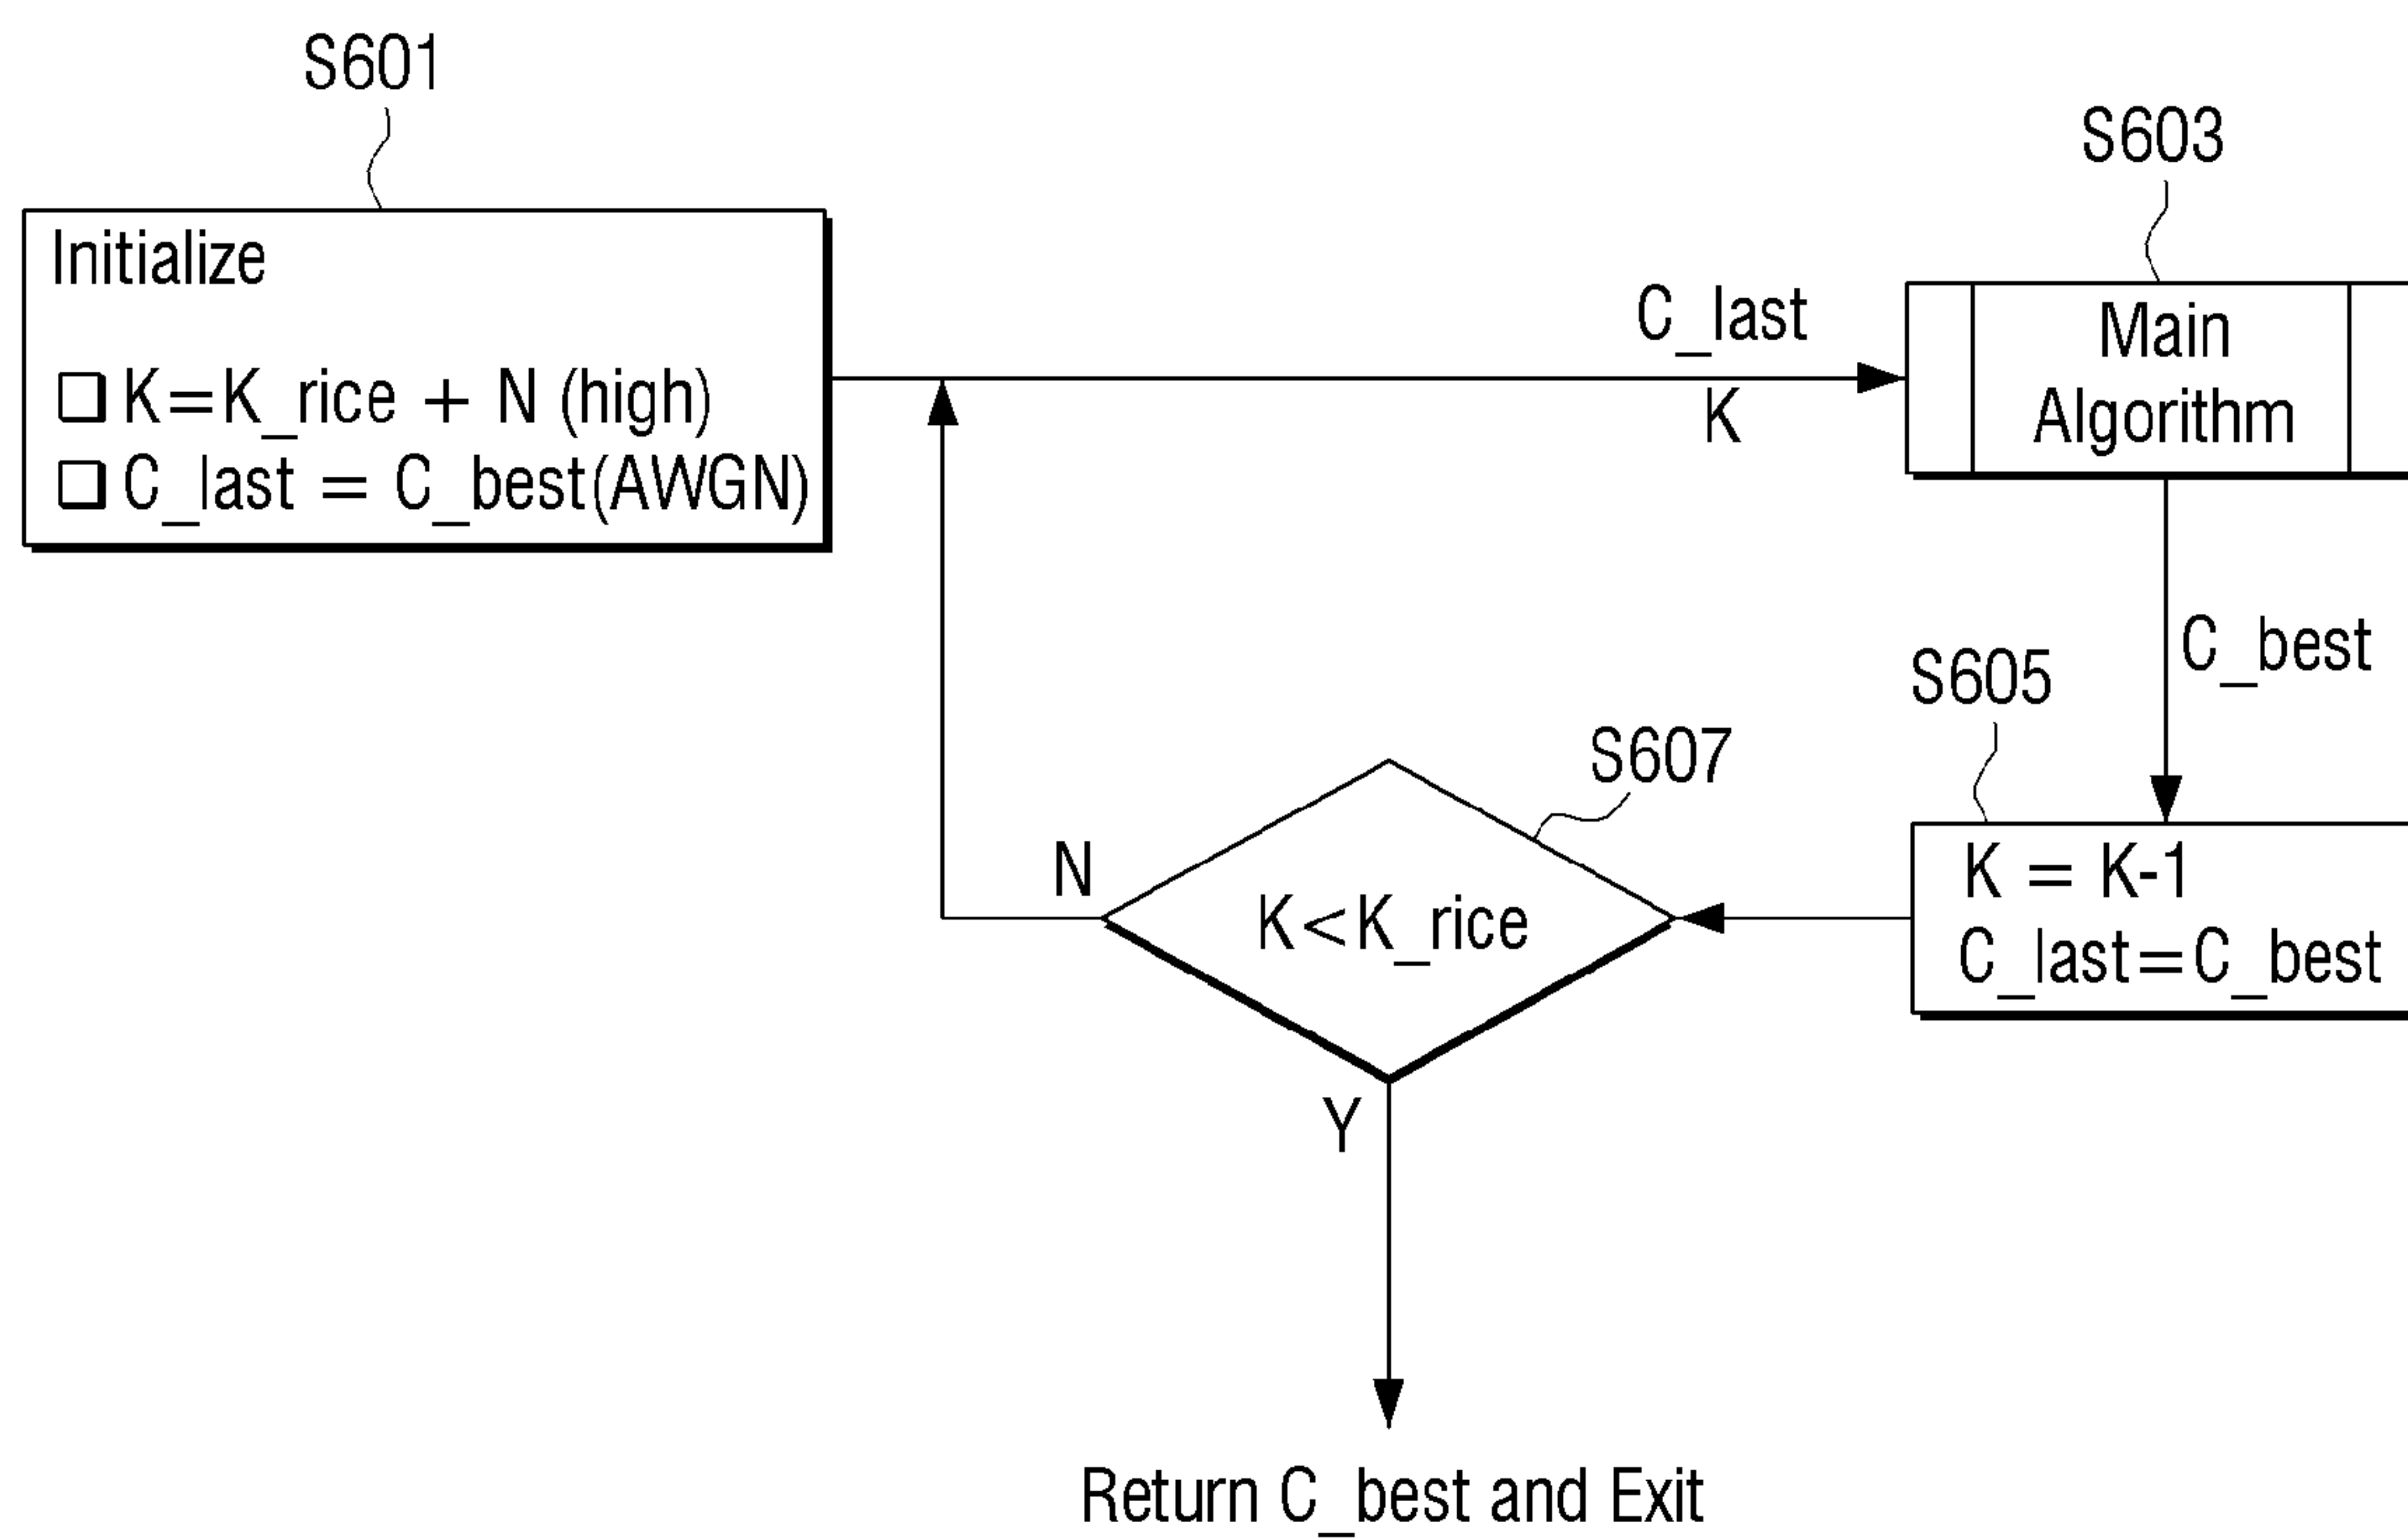 S601
Initialize
K=K_rice + N (high)
C_last = C_best(AWGN)
C_last
K
S603
Main
Algorithm
C_best
S605
K = K-1
C_last=C_best
S607
K<K_rice
N
Y
Return C_best and Exit